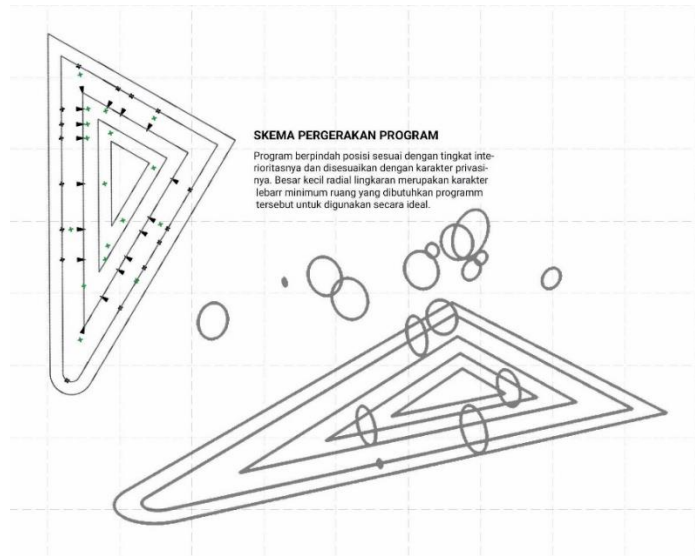 SKEMA PERGERAKAN PROGRAM
Program berpindah posisi sesuai dengan tingkat inte-
rioritasnya dan disesuaikan dengan karakter privasi-
nya. Besar kecil radial lingkaran merupakan karakter
lebarr minimum ruang yang dibutuhkan programm
tersebut untuk digunakan secara ideal.